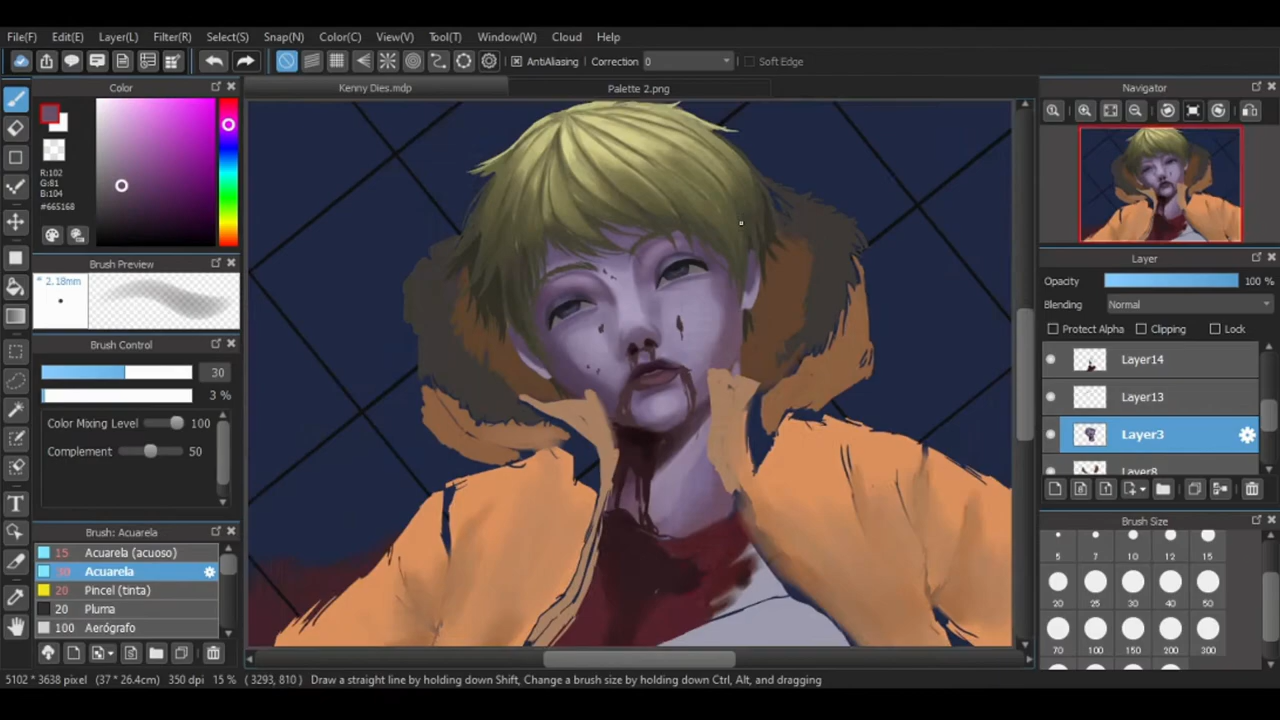 File(F) Edit(E) Layer(L) Filter(R) Select(S) Snap(N) Color(C) View(V) Tool(T) Window(W) Cloud Help
AntiAliasing Correction 0 Soft Edge
Color
Kenny Dies.mdp
Palette 2.png
Navigator
R:102
G:81
B:104
#665168
Brush Preview
2.18mm
Layer
Opacity 100 %
Blending Normal
Protect Alpha Clipping Lock
Brush Control
30
3 %
Color Mixing Level 100
Complement 50
Layer14
Layer13
Layer3
Layer8
Brush: Acuarela
15 Acuarela (acuoso)
30 Acuarela
20 Pincel (tinta)
20 Pluma
100 Aerógrafo
Brush Size
5 7 10 12 15
20 25 30 40 50
70 100 150 200 300
5102 * 3638 pixel (37 * 26.4cm) 350 dpi 15 % ( 3293, 810 ) Draw a straight line by holding down Shift, Change a brush size by holding down Ctrl, Alt, and dragging